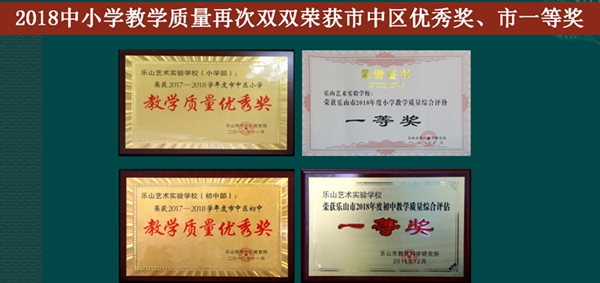 2018中小学教学质量再次双双荣获市中区优秀奖、市一等奖
乐山艺术实验学校（小学部）：
荣获2017—2018学年度市中区小学
教学质量优秀奖
荣誉证书
乐山艺术实验学校：
荣获乐山市2018年度小学教学质量综合评价
一等奖
乐山艺术实验学校（初中部）：
荣获2017—2018学年度市中区初中
教学质量优秀奖
乐山艺术实验学校
荣获乐山市2018年度初中教学质量综合评估
一等奖
乐山市教育科学研究所
2018年12月